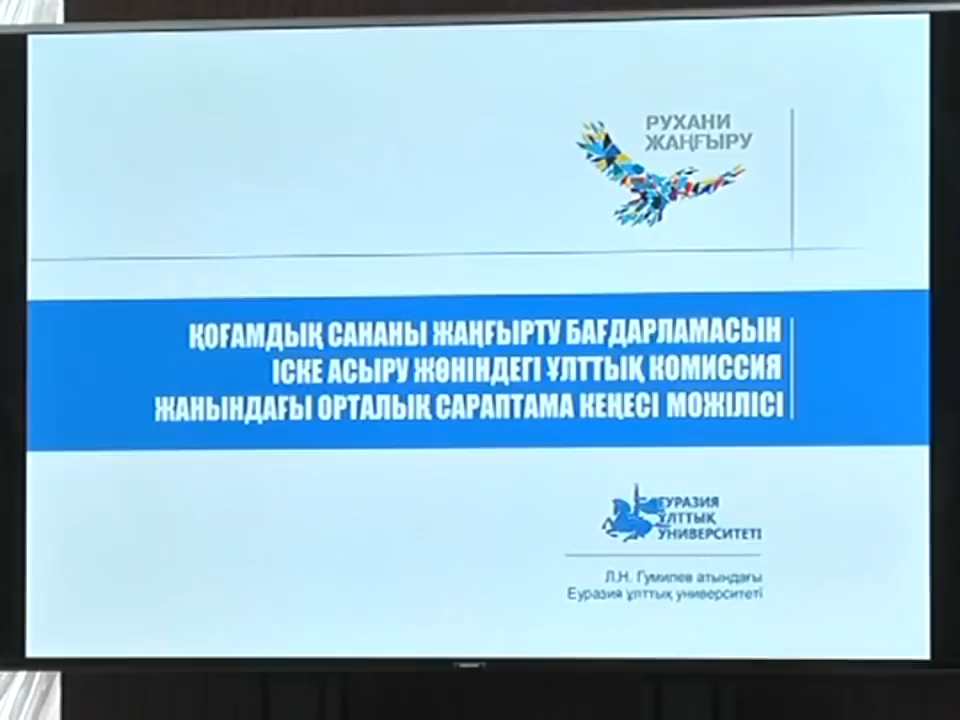 РУХАНИ
ЖАҢҒЫРУ
ҚОҒАМДЫҚ САНАНЫ ЖАҢҒЫРТУ БАҒДАРЛАМАСЫН
ІСКЕ АСЫРУ ЖӨНІНДЕГІ ҰЛТТЫҚ КОМИССИЯ
ЖАНЫНДАҒЫ ОРТАЛЫҚ САРАПТАМА КЕҢЕСІ МОЖІЛІСІ
ЕУРАЗИЯ
ҰЛТТЫҚ
УНИВЕРСИТЕТІ
Л.Н. Гумилев атындағы
Еуразия ұлттық университеті